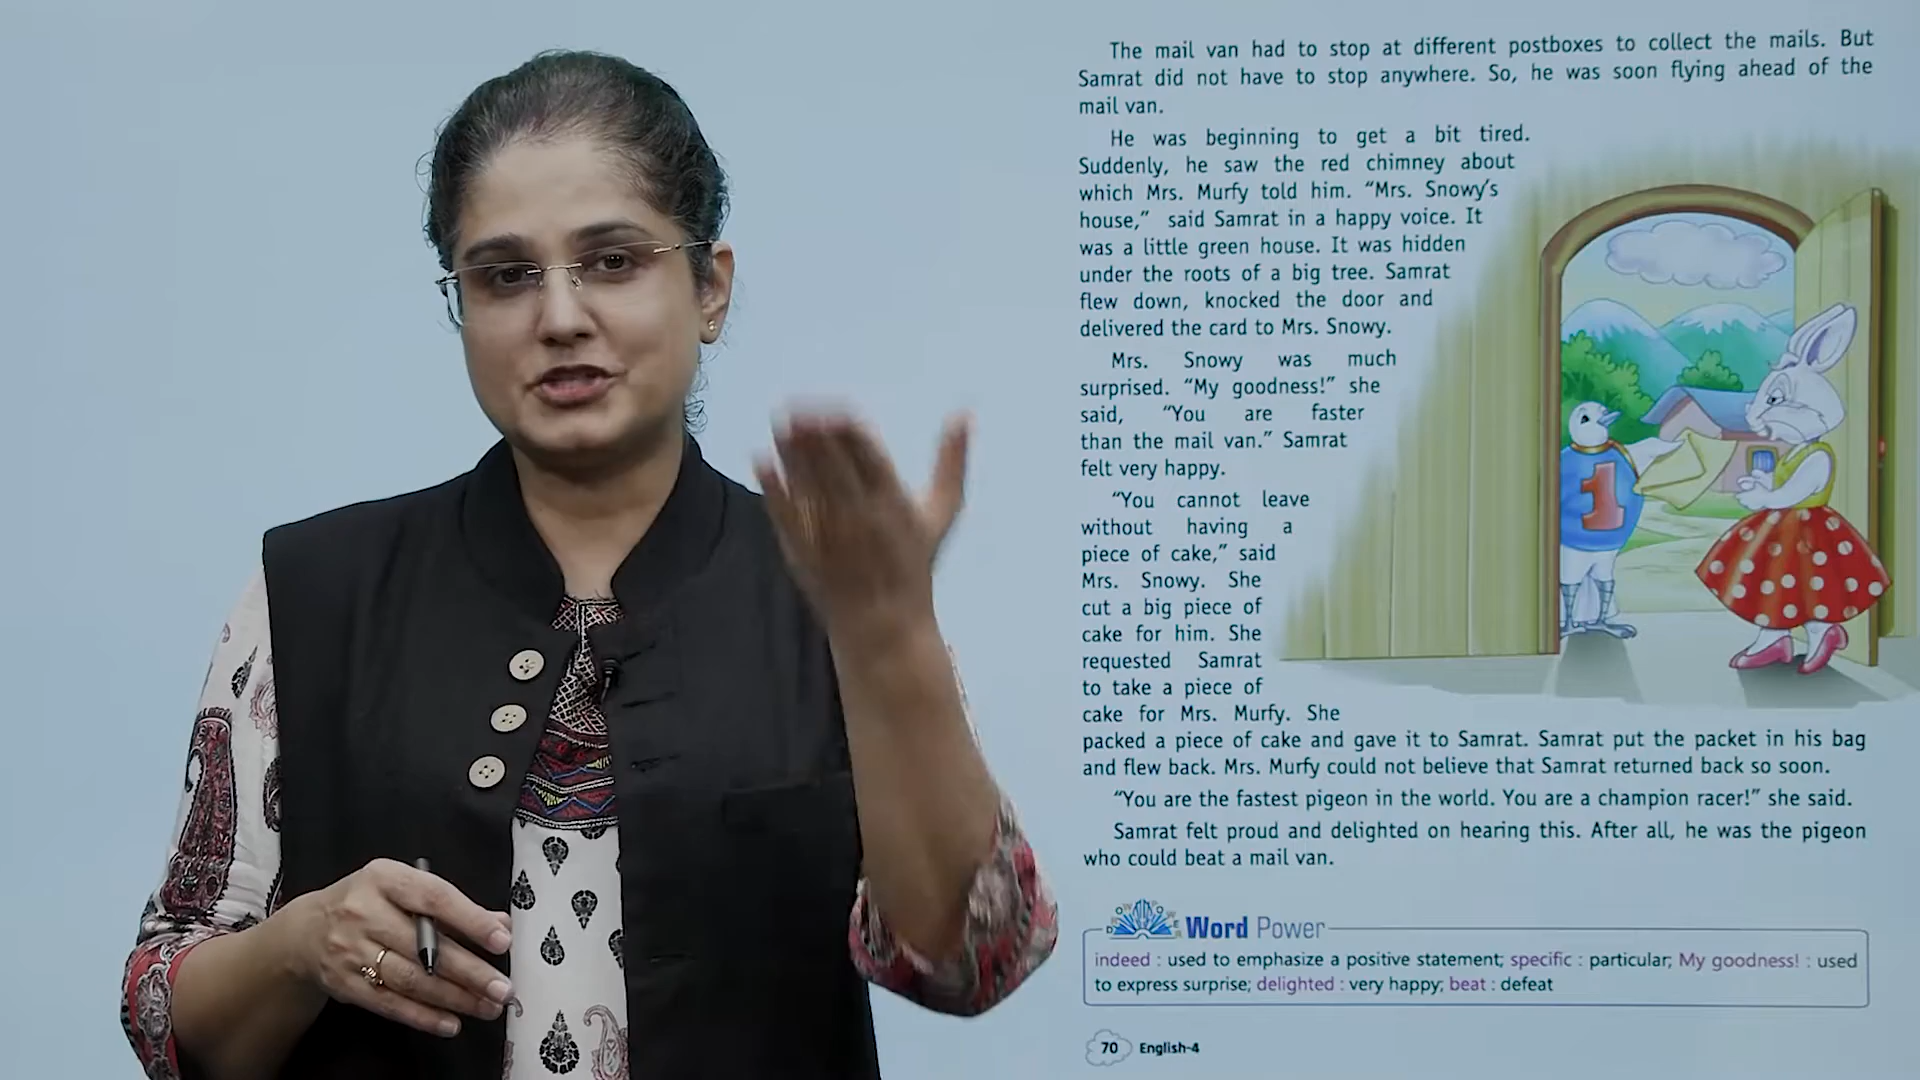 The mail van had to stop at different postboxes to collect the mails. But
Samrat did not have to stop anywhere. So, he was soon flying ahead of the
mail van.
He was beginning to get a bit tired.
Suddenly, he saw the red chimney about
which Mrs. Murfy told him. “Mrs. Snowy’s
house,” said Samrat in a happy voice. It
was a little green house. It was hidden
under the roots of a big tree. Samrat
flew down, knocked the door and
delivered the card to Mrs. Snowy.
Mrs. Snowy was much
surprised. “My goodness!” she
said, “You are faster
than the mail van.” Samrat
felt very happy.
“You cannot leave
without having a
piece of cake,” said
Mrs. Snowy. She
cut a big piece of
cake for him. She
requested Samrat
to take a piece of
cake for Mrs. Murfy. She
packed a piece of cake and gave it to Samrat. Samrat put the packet in his bag
and flew back. Mrs. Murfy could not believe that Samrat returned back so soon.
“You are the fastest pigeon in the world. You are a champion racer!” she said.
Samrat felt proud and delighted on hearing this. After all, he was the pigeon
who could beat a mail van.
Word Power
indeed : used to emphasize a positive statement; specific : particular; My goodness! : used
to express surprise; delighted : very happy; beat : defeat
70 English-4
1